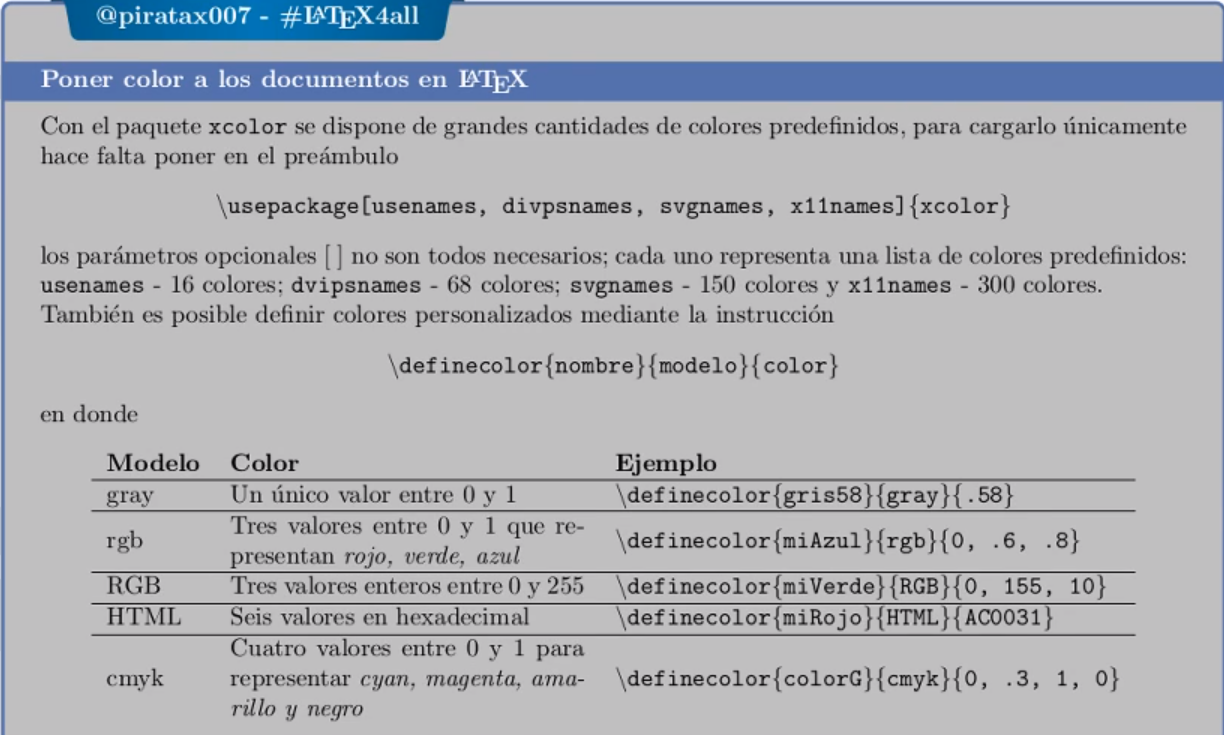 @piratax007 - #LATEX4all
Poner color a los documentos en LATEX
Con el paquete xcolor se dispone de grandes cantidades de colores predefinidos, para cargarlo únicamente
hace falta poner en el preámbulo
\usepackage[usenames, divpsnames, svgnames, x11names]{xcolor}
los parámetros opcionales [ ] no son todos necesarios; cada uno representa una lista de colores predefinidos:
usenames - 16 colores; dvipsnames - 68 colores; svgnames - 150 colores y x11names - 300 colores.
También es posible definir colores personalizados mediante la instrucción
\definecolor{nombre}{modelo}{color}
en donde
Modelo Color Ejemplo
gray Un único valor entre 0 y 1 \definecolor{gris58}{gray}{.58}
rgb Tres valores entre 0 y 1 que re-
presentan rojo, verde, azul \definecolor{miAzul}{rgb}{0, .6, .8}
RGB Tres valores enteros entre 0 y 255 \definecolor{miVerde}{RGB}{0, 155, 10}
HTML Seis valores en hexadecimal \definecolor{miRojo}{HTML}{AC0031}
cmyk Cuatro valores entre 0 y 1 para
representar cyan, magenta, ama-
rillo y negro \definecolor{colorG}{cmyk}{0, .3, 1, 0}